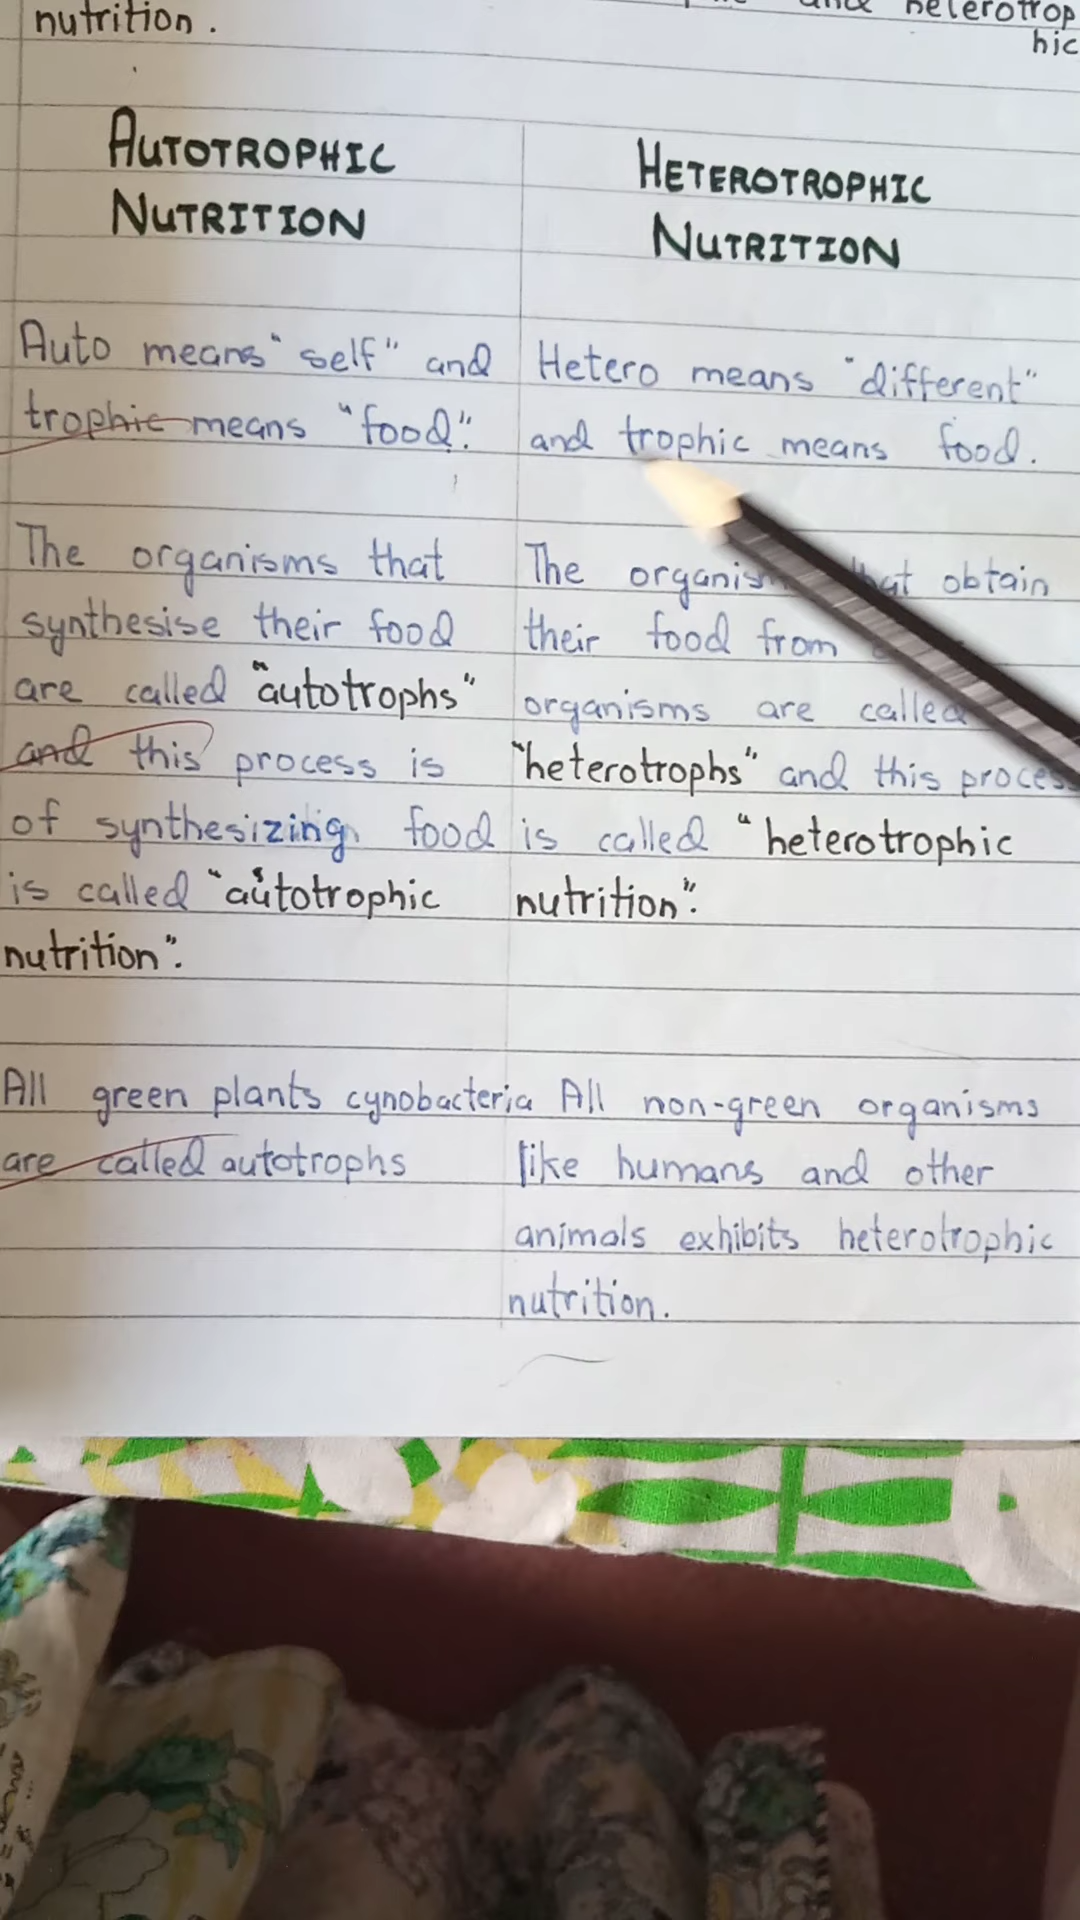 and heterotrop
hic
nutrition.
AUTOTROPHIC
NUTRITION
Auto means "self" and
trophic means "food".
The organisms that
synthesise their food
are called "autotrophs"
and this process is
of synthesizing food
is called "autotrophic
nutrition".
All green plants cynobacteria
are called autotrophs
HETEROTROPHIC
NUTRITION
Hetero means "different"
and trophic means food.
The obtain
their food from
organisms are called
"heterotrophs" and this process
is called "heterotrophic
nutrition".
All non-green organisms
like humans and other
animals exhibits heterotrophic
nutrition.